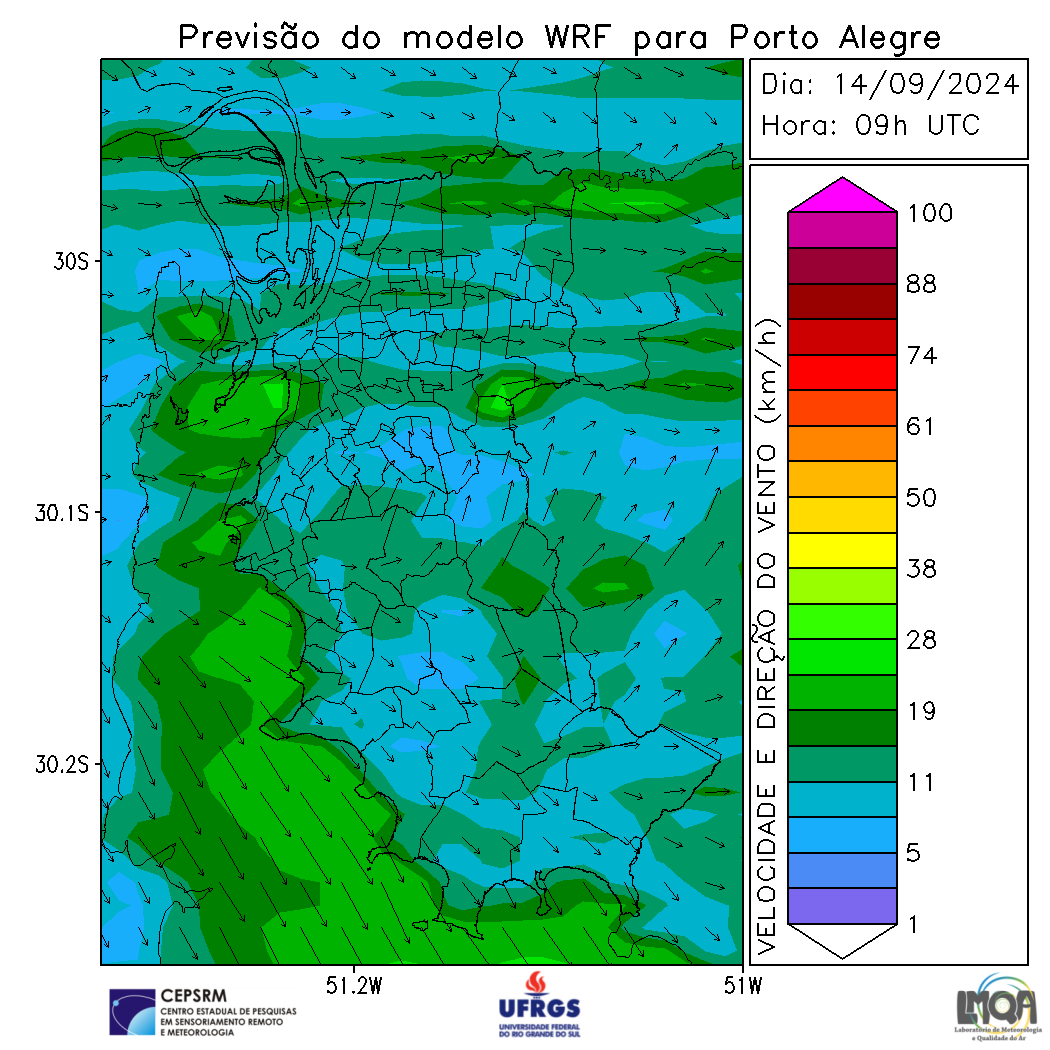 Previsão do modelo WRF para Porto Alegre
Dia: 14/09/2024
Hora: 09h UTC
30S
30.1S
30.2S
51.2W
51W
VELOCIDADE E DIREÇÃO DO VENTO (km/h)
100
88
74
61
50
38
28
19
11
5
1
CEPSRM
CENTRO ESTADUAL DE PESQUISAS
EM SENSORIAMENTO REMOTO
E METEOROLOGIA
UFRGS
UNIVERSIDADE FEDERAL
DO RIO GRANDE DO SUL
LMQA
Laboratório de Meteorologia
e Qualidade do Ar